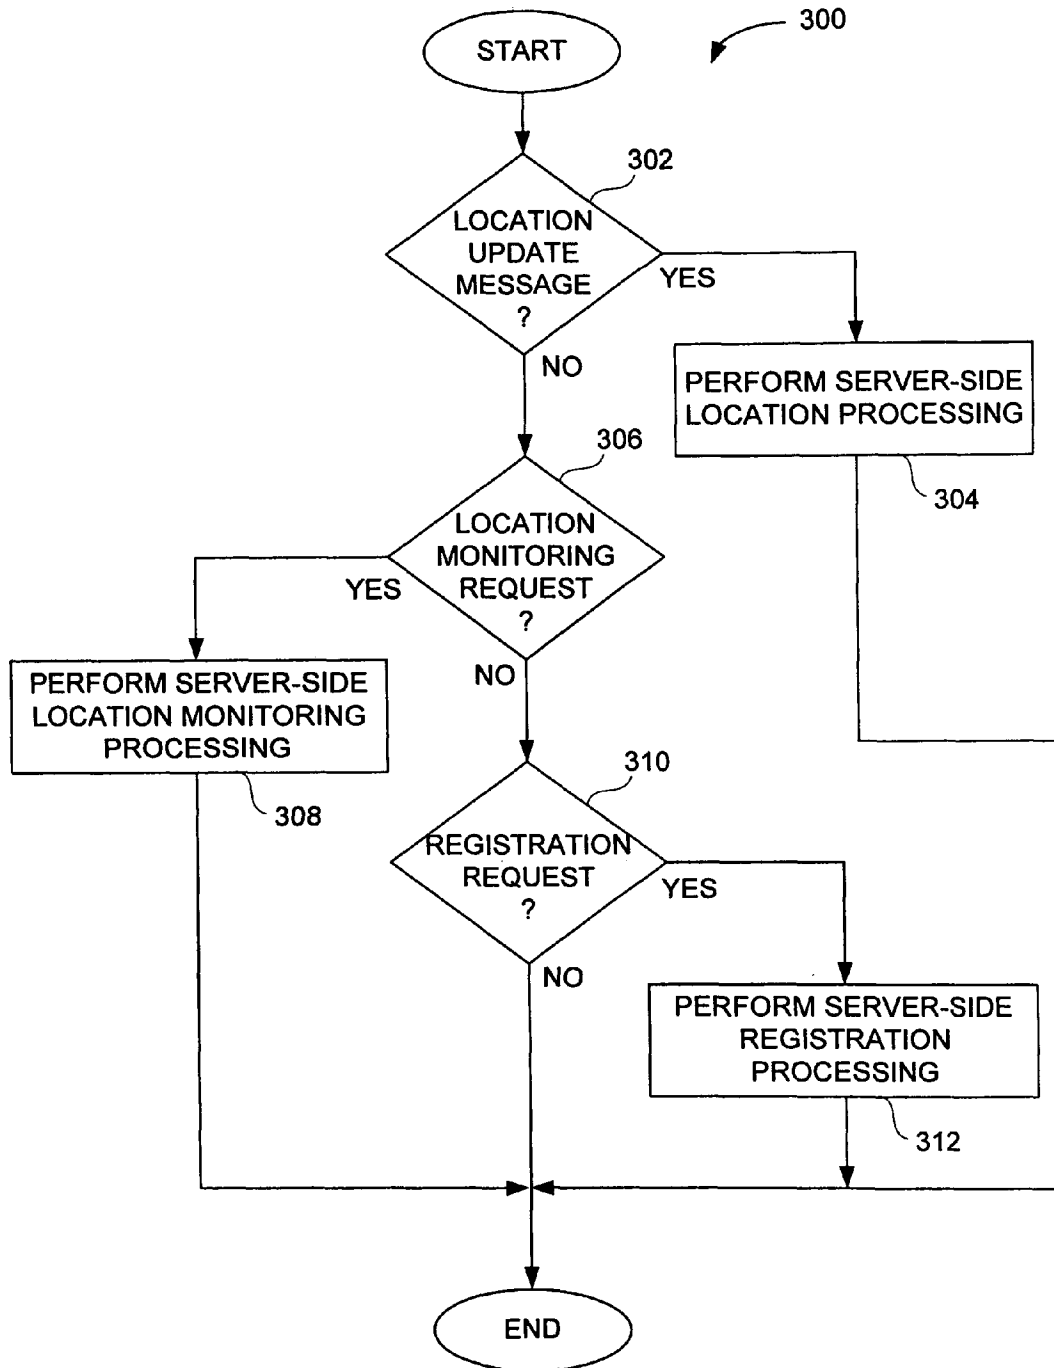 300
START
302
LOCATION
UPDATE
MESSAGE
?
YES
NO
PERFORM SERVER-SIDE
LOCATION PROCESSING
304
306
LOCATION
MONITORING
REQUEST
?
YES
NO
PERFORM SERVER-SIDE
LOCATION MONITORING
PROCESSING
308
310
REGISTRATION
REQUEST
?
YES
NO
PERFORM SERVER-SIDE
REGISTRATION
PROCESSING
312
END